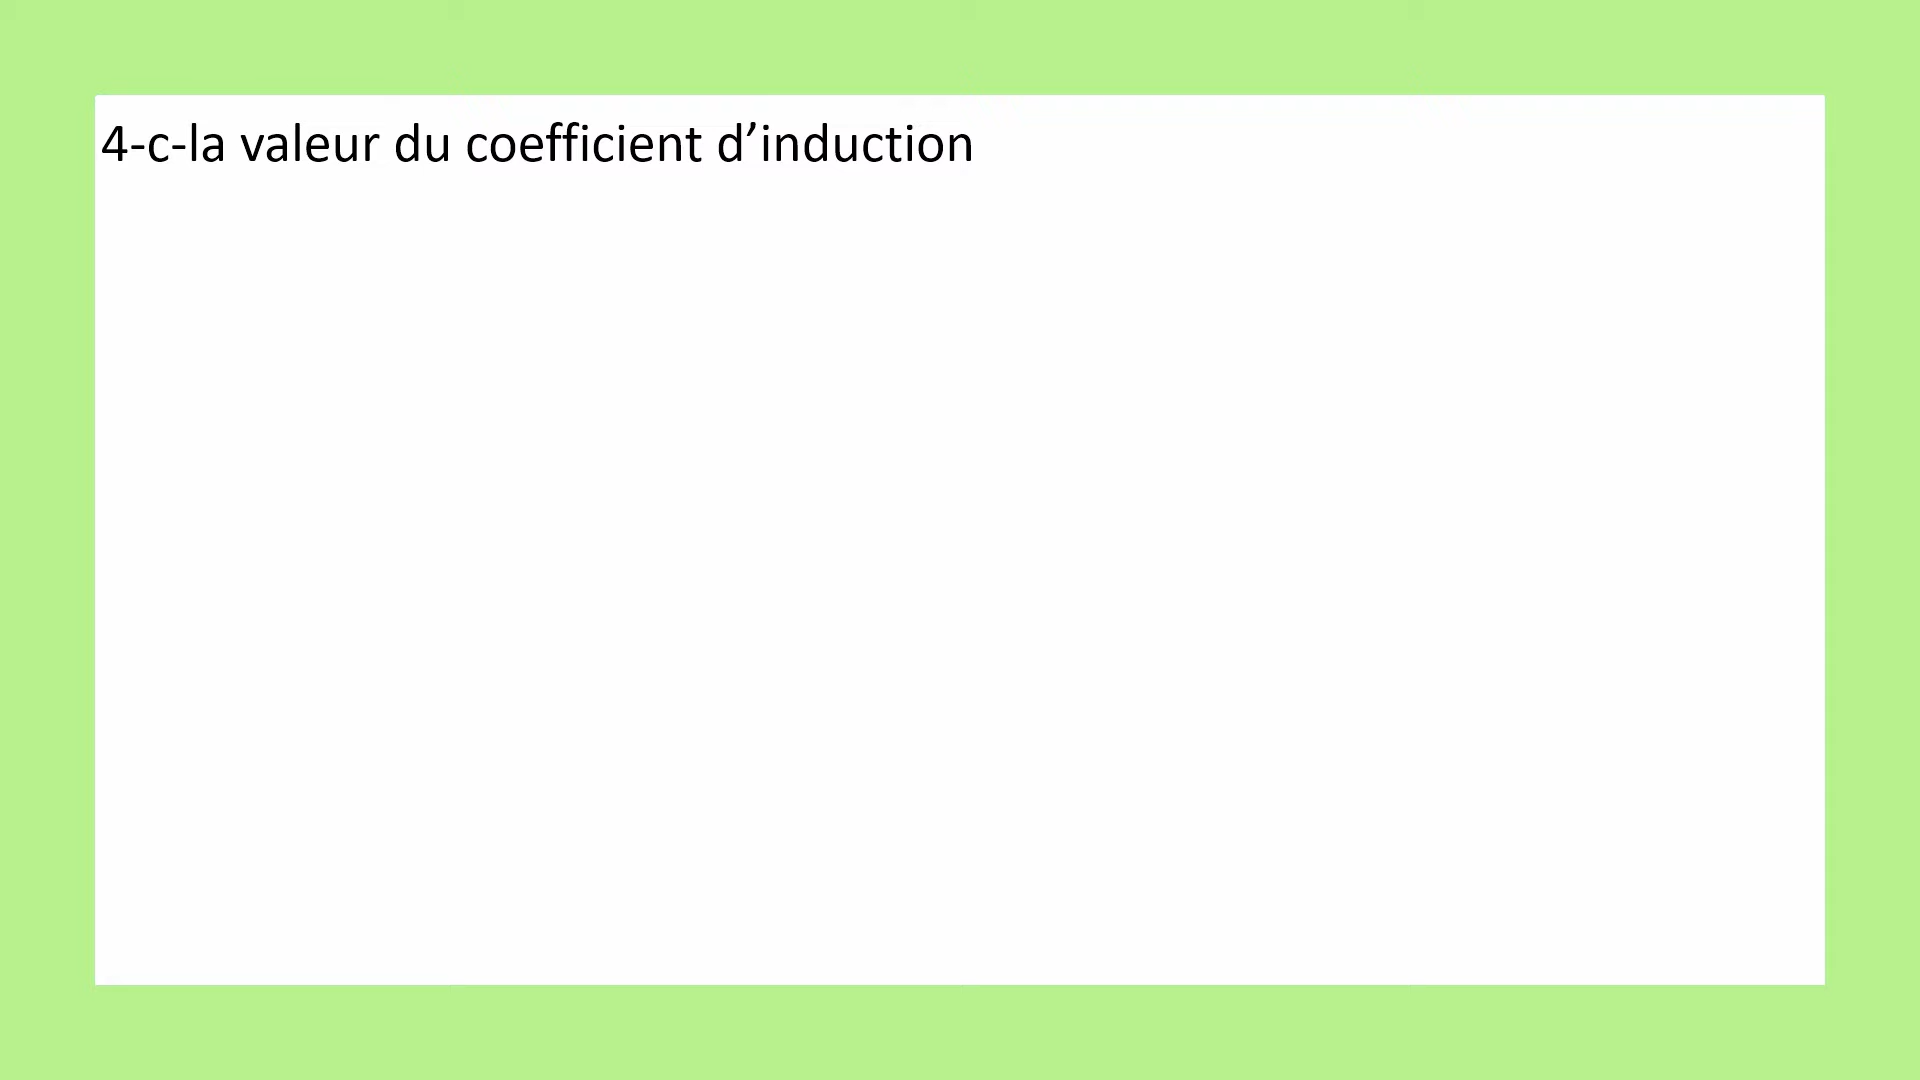 4-c-la valeur du coefficient d’induction